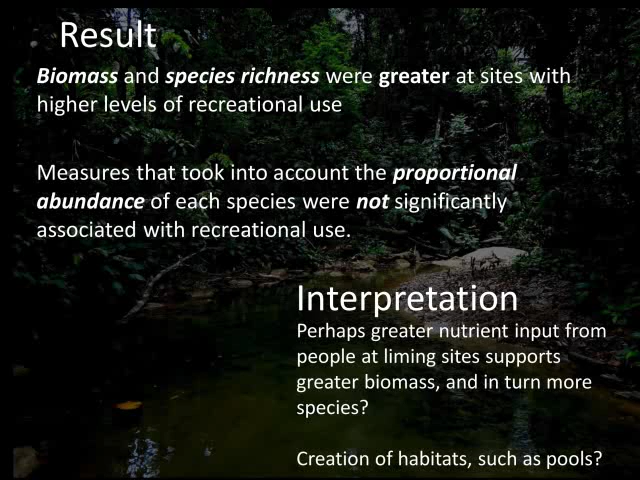 Result
Biomass and species richness were greater at sites with
higher levels of recreational use
Measures that took into account the proportional
abundance of each species were not significantly
associated with recreational use.
Interpretation
Perhaps greater nutrient input from
people at liming sites supports
greater biomass, and in turn more
species?
Creation of habitats, such as pools?